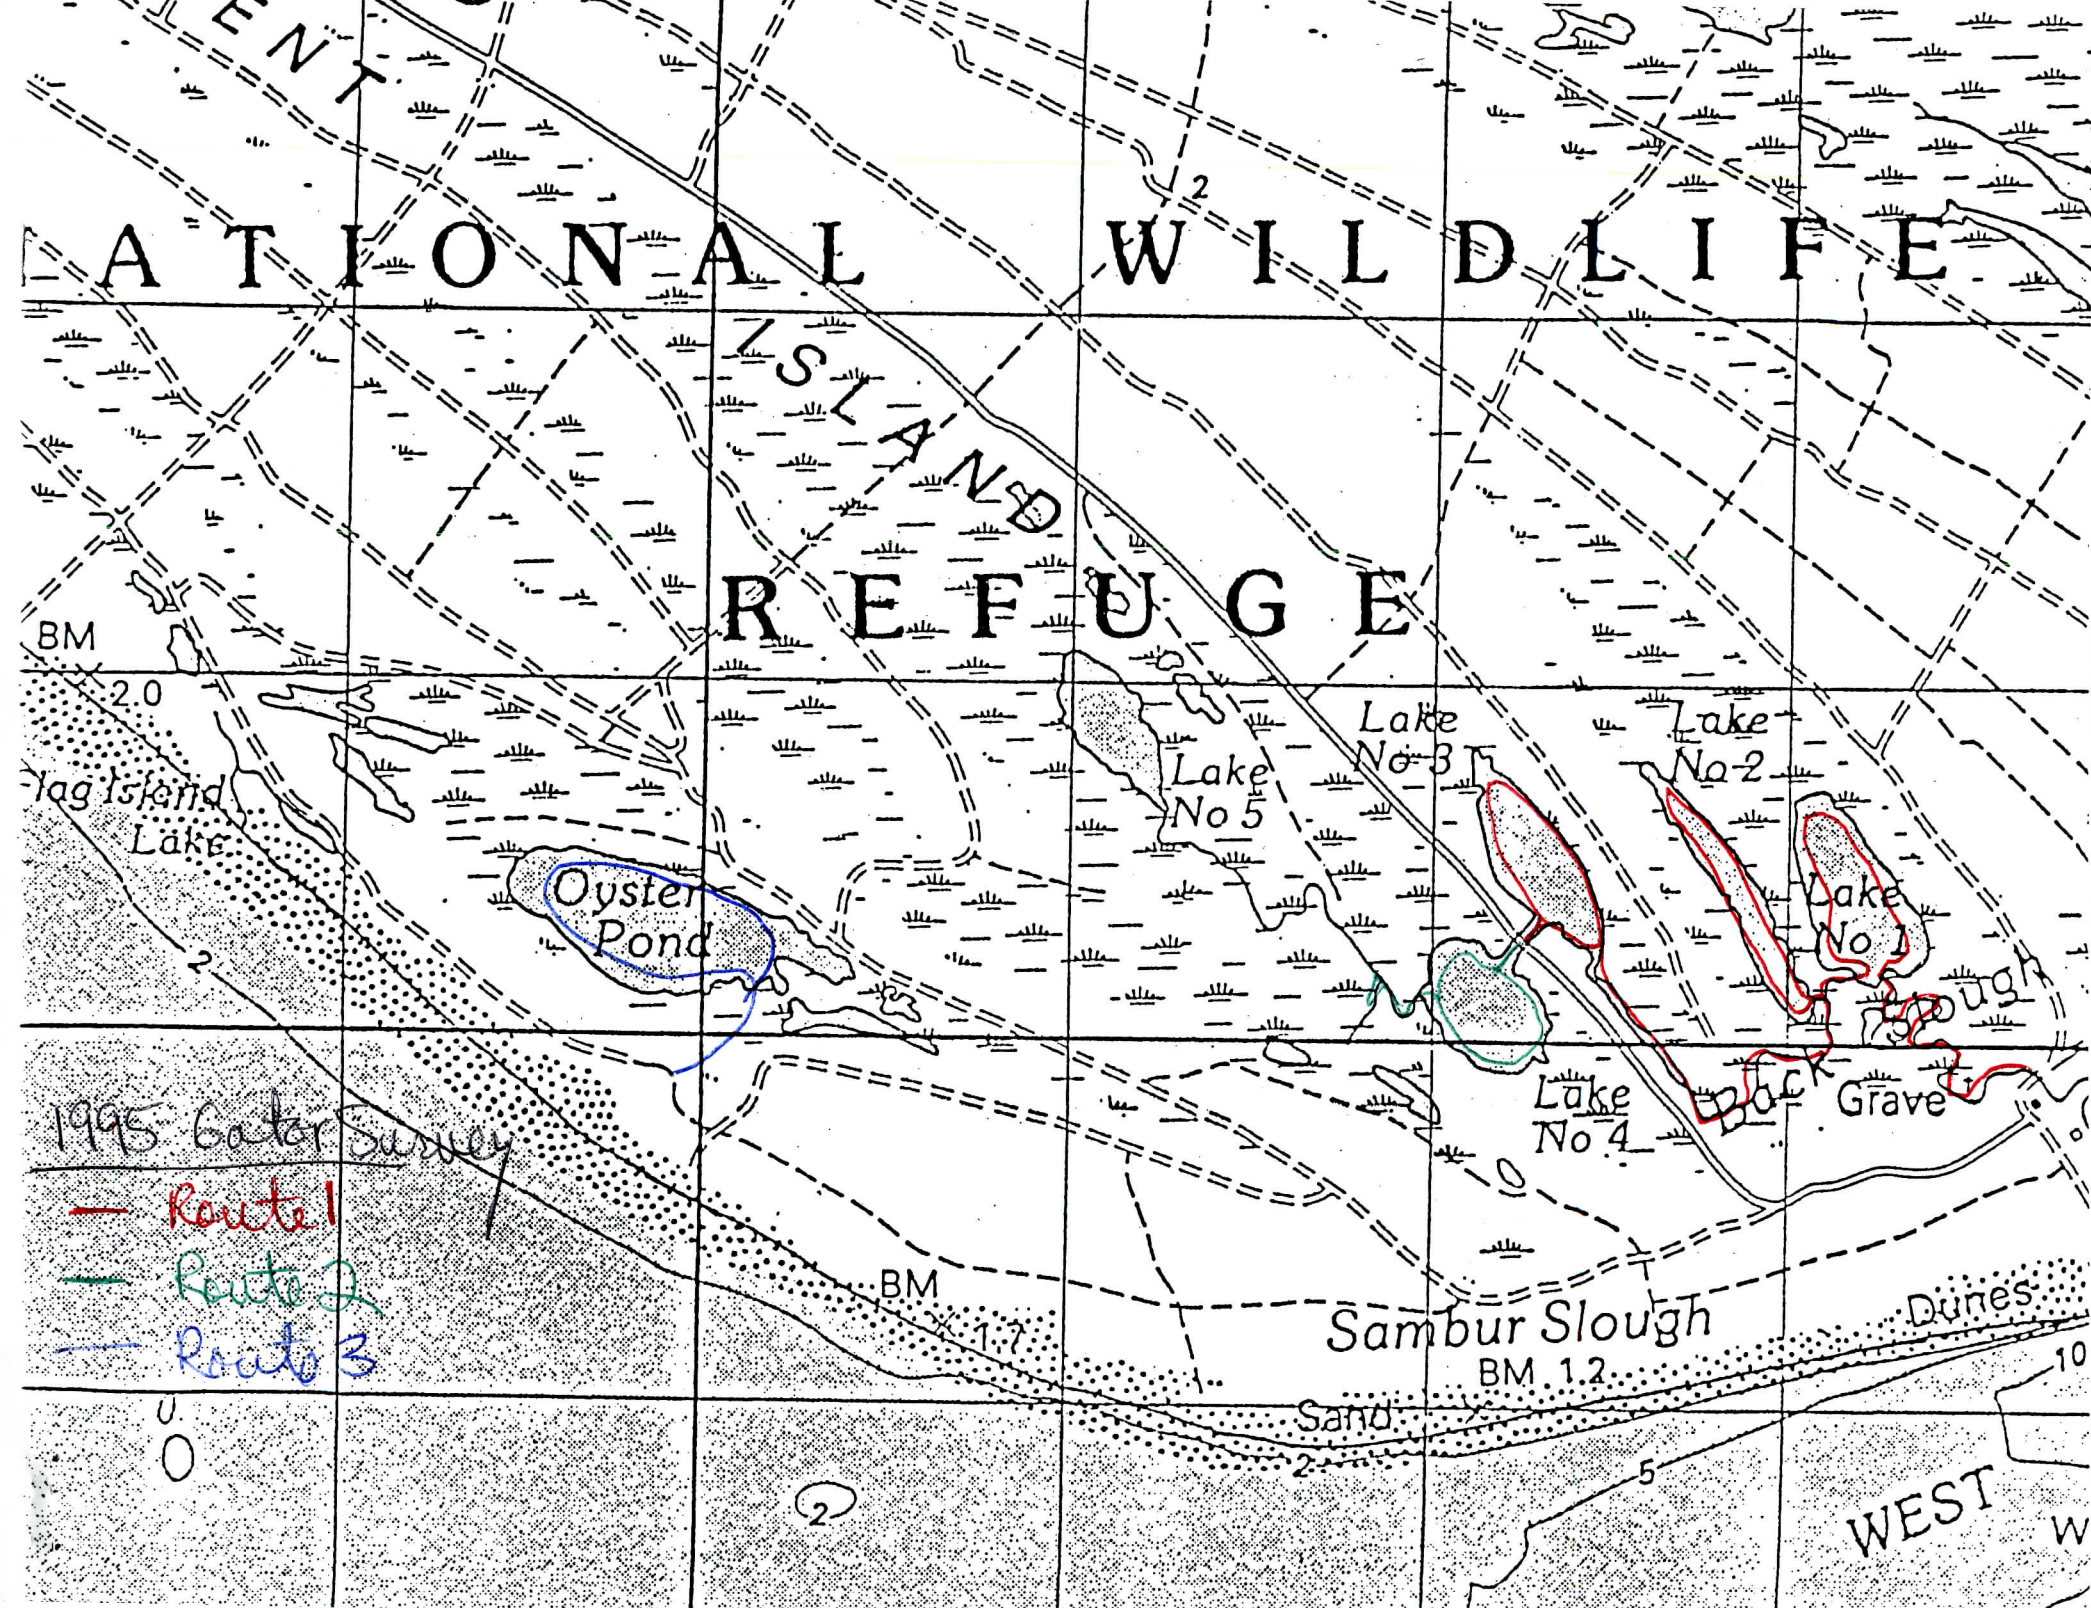 ENT
2
ATIONAL WILDLIFE
ISLAND
REFUGE
BM
2.0
Lake
No 3
Lake
No 2
Lake
No 5
lag Island
Lake
Oyster
Pond
Lake
No 1
2
Slough
Back
Grave
Lake
No 4
1995 Gator Survey
Route 1
Route 2
Route 3
BM
1.7
Sambur Slough
BM 1.2
Dunes
Sand
10
2
5
2
WEST
W